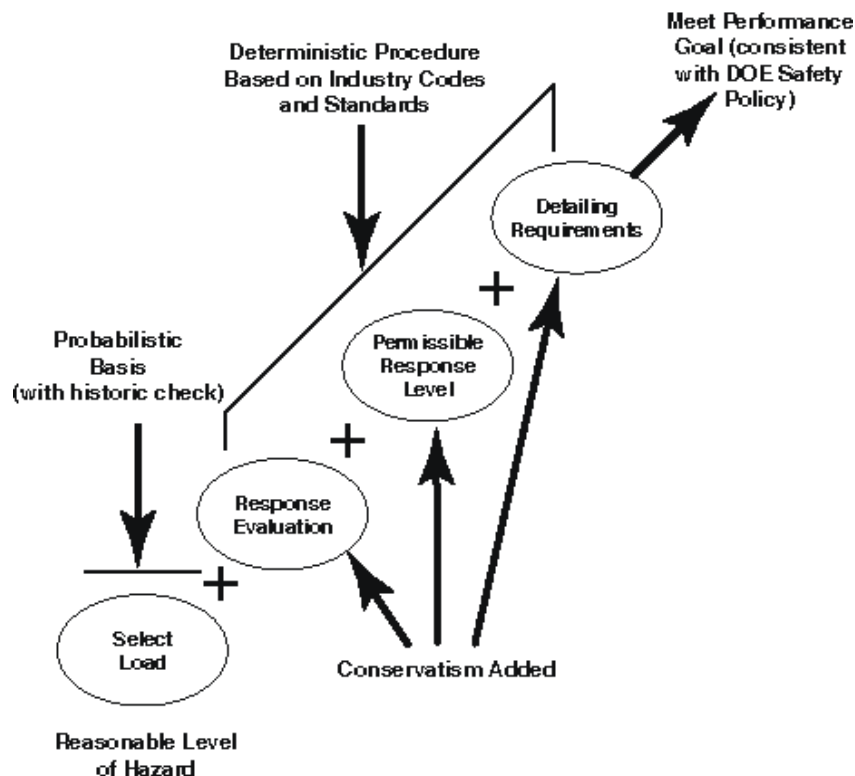 Meet Performance
Goal (consistent
with DOE Safety
Policy)
Deterministic Procedure
Based on Industry Codes
and Standards
Detailing
Requirements
+
Permissible
Response
Level
Probabilistic
Basis
(with historic check)
+
Response
Evaluation
+
Select
Load
Conservatism Added
Reasonable Level
of Hazard